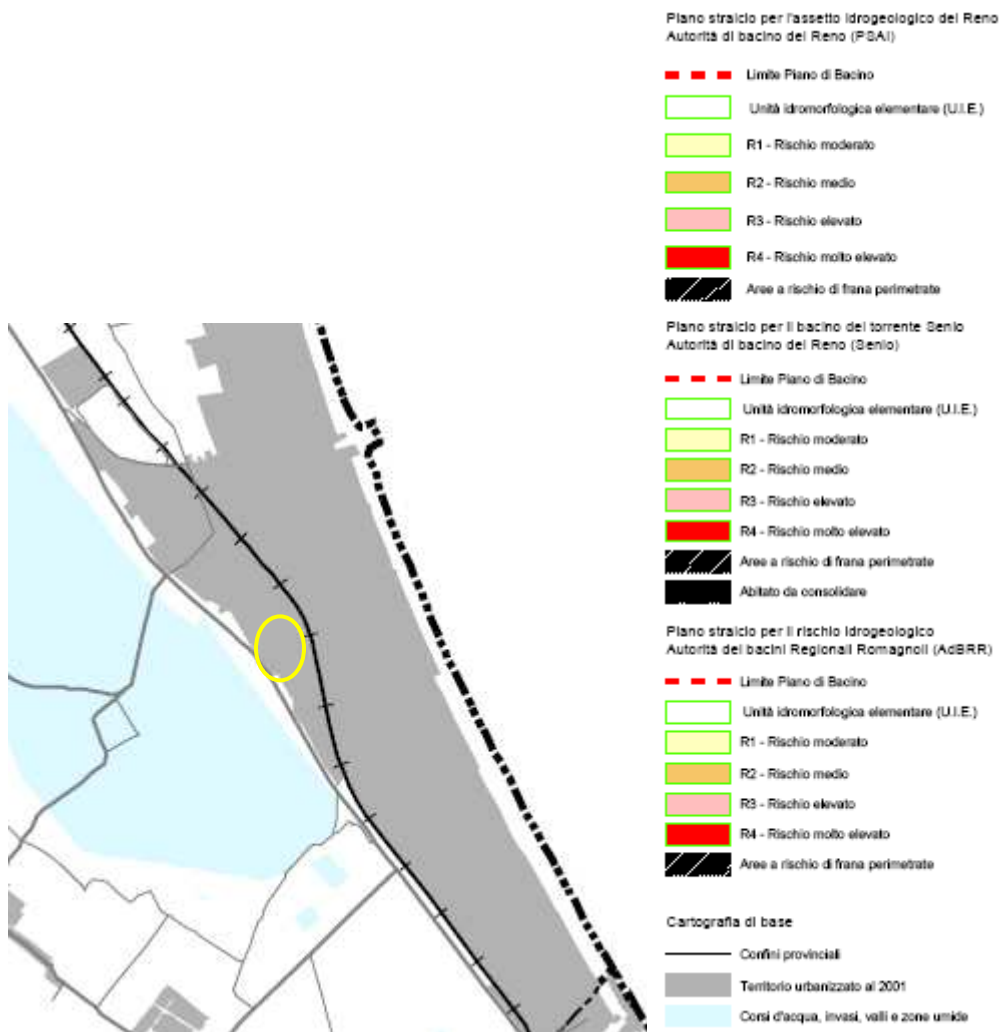 Piano stralcio per l'assetto idrogeologico del Reno
Autorità di bacino del Reno (PSAI)
Limite Piano di Bacino
Unità idromorfologica elementare (U.I.E.)
R1 - Rischio moderato
R2 - Rischio medio
R3 - Rischio elevato
R4 - Rischio molto elevato
Aree a rischio di frana perimetrate
Piano stralcio per il bacino del torrente Senio
Autorità di bacino del Reno (Senio)
Limite Piano di Bacino
Unità idromorfologica elementare (U.I.E.)
R1 - Rischio moderato
R2 - Rischio medio
R3 - Rischio elevato
R4 - Rischio molto elevato
Aree a rischio di frana perimetrate
Abitato da consolidare
Piano stralcio per il rischio idrogeologico
Autorità dei bacini Regionali Romagnoli (AdBRR)
Limite Piano di Bacino
Unità idromorfologica elementare (U.I.E.)
R1 - Rischio moderato
R2 - Rischio medio
R3 - Rischio elevato
R4 - Rischio molto elevato
Aree a rischio di frana perimetrate
Cartografia di base
Confini provinciali
Territorio urbanizzato al 2001
Corsi d'acqua, invasi, valli e zone umide